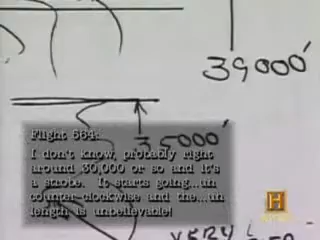 39000'
35000'
Flight 564:
I don't know, probably right
around 30,000 or so and it's
a strobe. It starts going...uh
counter-clockwise and the...uh
length is unbelievable!
H